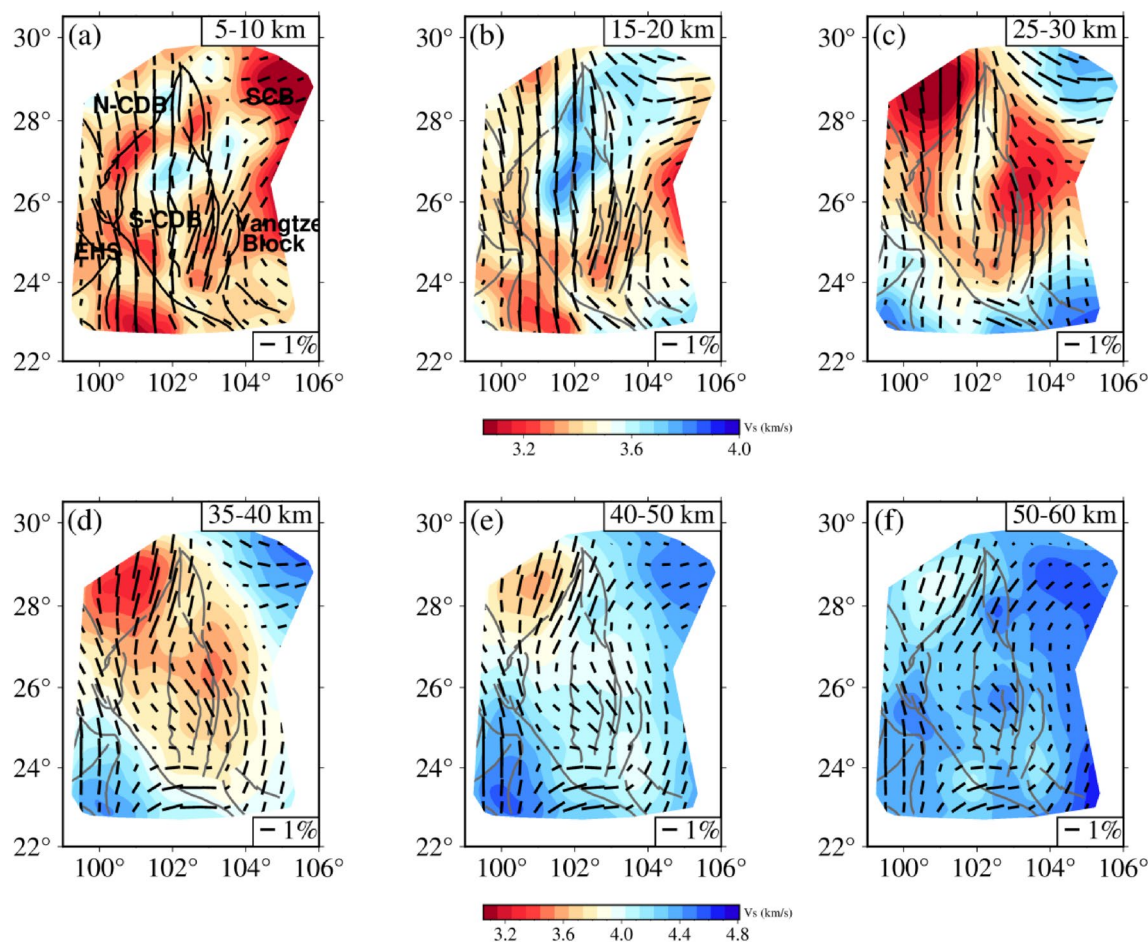 (a) 5-10 km
30°
28°
26°
24°
22°
N-CDB
SCB
S-CDB
Yangtze
Block
EHS
1%
100° 102° 104° 106°
(b) 15-20 km
30°
28°
26°
24°
22°
1%
100° 102° 104° 106°
(c) 25-30 km
30°
28°
26°
24°
22°
1%
100° 102° 104° 106°
Vs (km/s)
3.2 3.6 4.0
(d) 35-40 km
30°
28°
26°
24°
22°
1%
100° 102° 104° 106°
(e) 40-50 km
30°
28°
26°
24°
22°
1%
100° 102° 104° 106°
(f) 50-60 km
30°
28°
26°
24°
22°
1%
100° 102° 104° 106°
Vs (km/s)
3.2 3.6 4.0 4.4 4.8